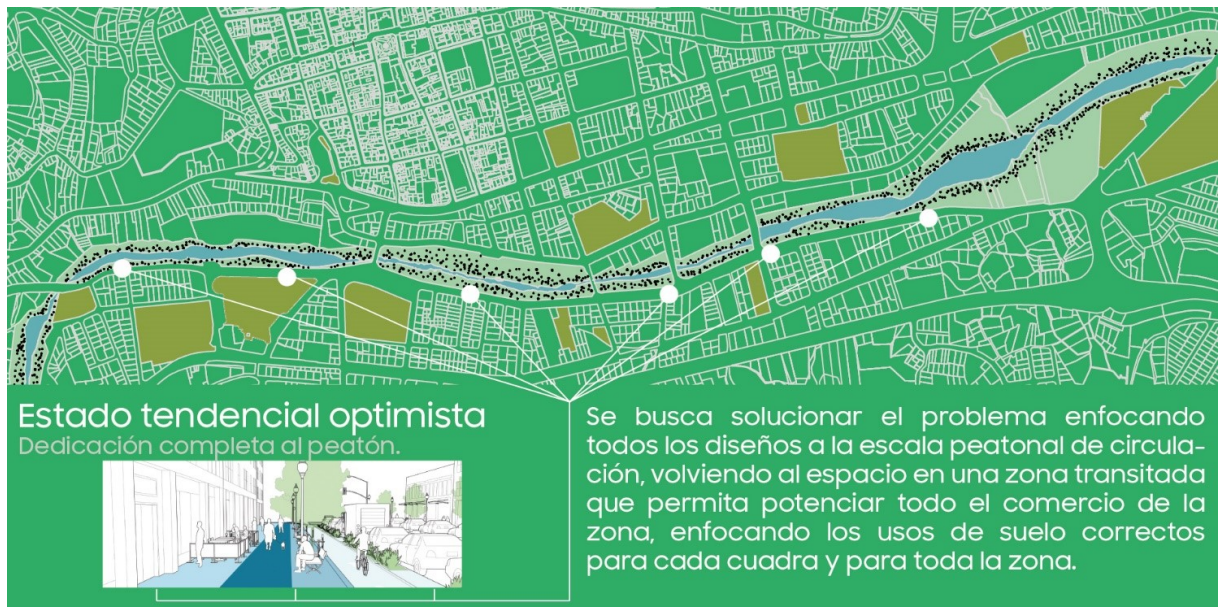 Estado tendencial optimista
Dedicación completa al peatón.
Se busca solucionar el problema enfocando
todos los diseños a la escala peatonal de circula-
ción, volviendo al espacio en una zona transitada
que permita potenciar todo el comercio de la
zona, enfocando los usos de suelo correctos
para cada cuadra y para toda la zona.